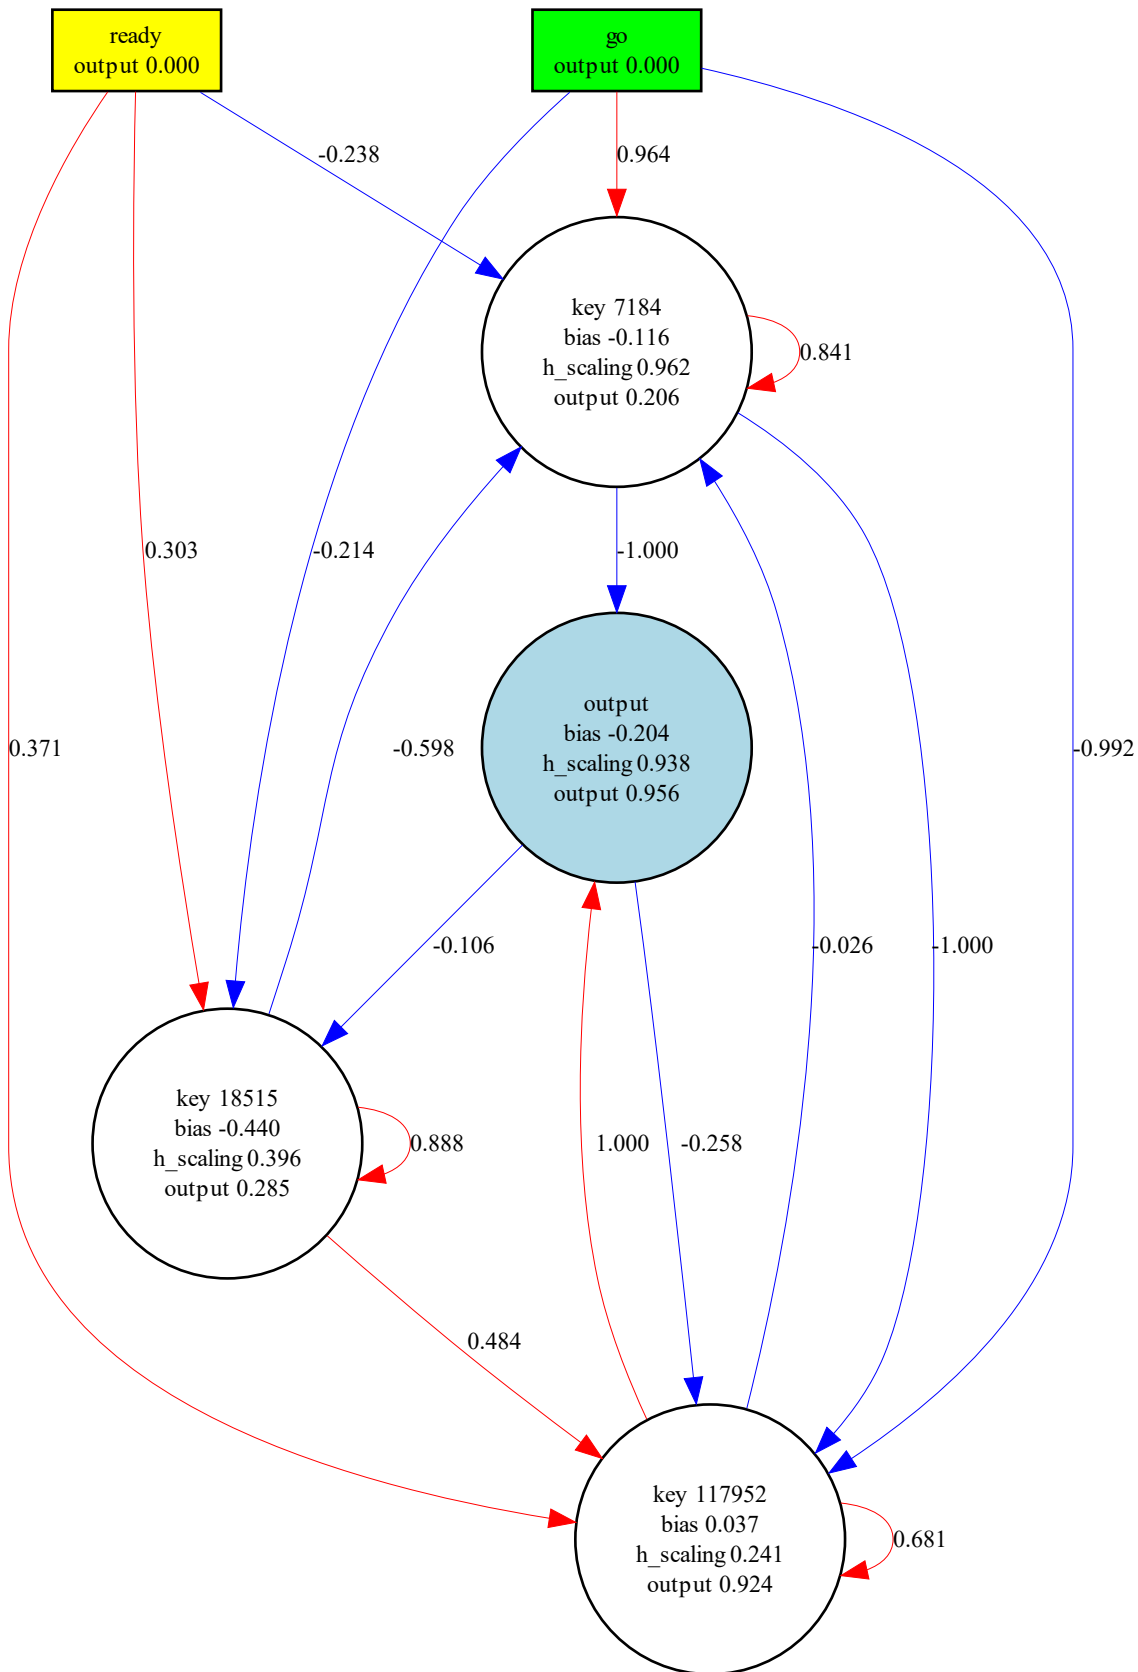 ready
output 0.000
go
output 0.000
-0.238
0.964
key 7184
bias -0.116
h_scaling 0.962
output 0.206
0.841
0.303
-0.214
-1.000
output
bias -0.204
h_scaling 0.938
output 0.956
0.371
-0.598
-0.992
-0.106
-0.026
-1.000
key 18515
bias -0.440
h_scaling 0.396
output 0.285
0.888
1.000
-0.258
0.484
key 117952
bias 0.037
h_scaling 0.241
output 0.924
0.681